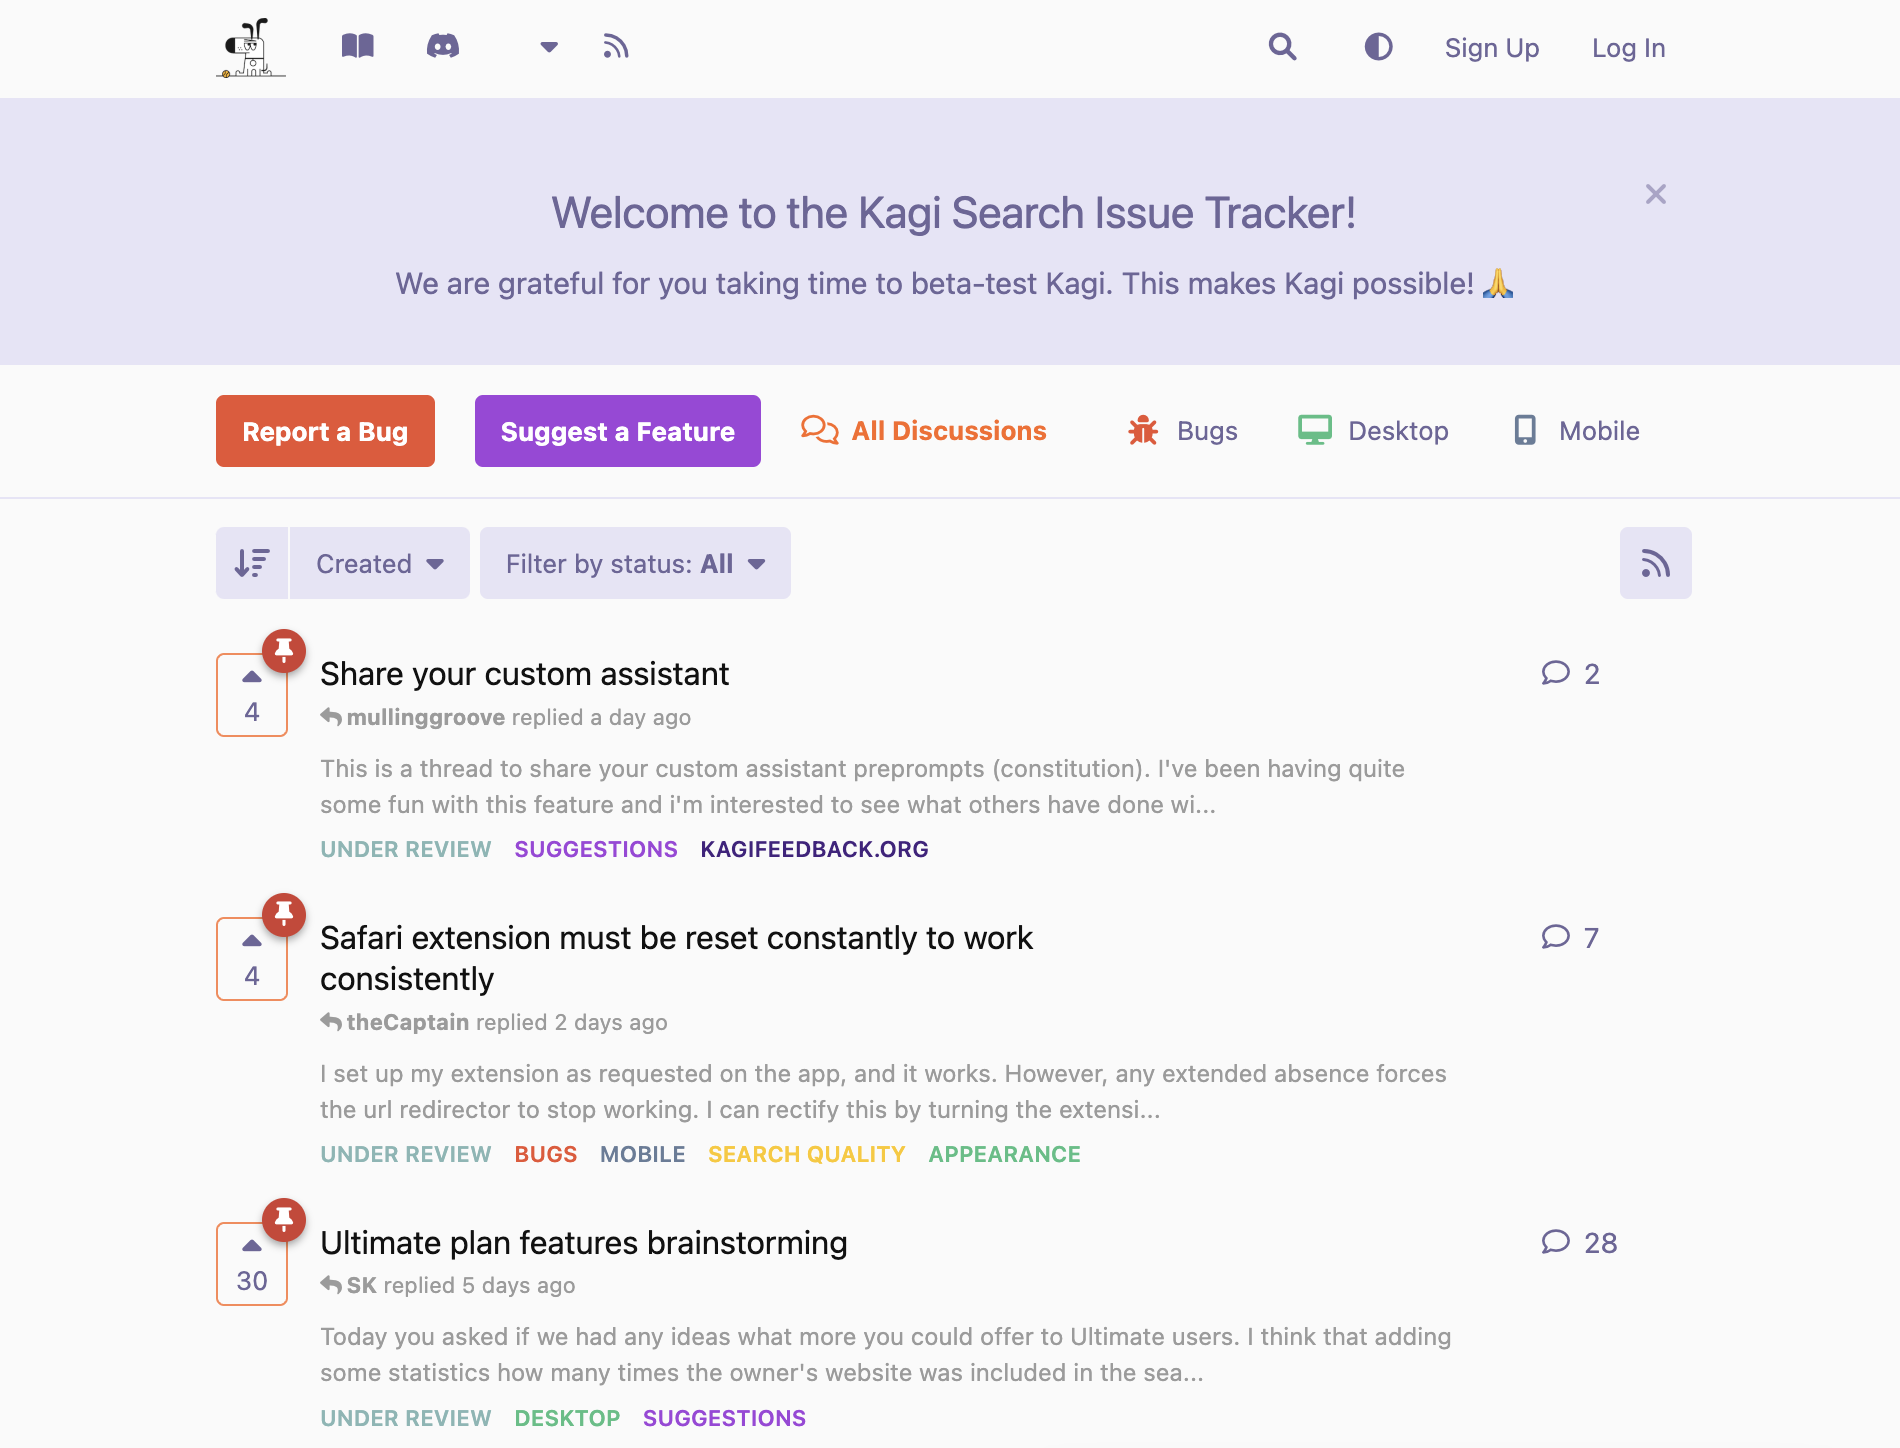 Sign Up Log In
Welcome to the Kagi Search Issue Tracker!
We are grateful for you taking time to beta-test Kagi. This makes Kagi possible! 🙏
Report a Bug Suggest a Feature All Discussions Bugs Desktop Mobile
Created Filter by status: All
4
Share your custom assistant 2
mullinggroove replied a day ago
This is a thread to share your custom assistant preprompts (constitution). I've been having quite
some fun with this feature and i'm interested to see what others have done wi...
UNDER REVIEW SUGGESTIONS KAGIFEEDBACK.ORG
4
Safari extension must be reset constantly to work 7
consistently
theCaptain replied 2 days ago
I set up my extension as requested on the app, and it works. However, any extended absence forces
the url redirector to stop working. I can rectify this by turning the extensi...
UNDER REVIEW BUGS MOBILE SEARCH QUALITY APPEARANCE
30
Ultimate plan features brainstorming 28
SK replied 5 days ago
Today you asked if we had any ideas what more you could offer to Ultimate users. I think that adding
some statistics how many times the owner's website was included in the sea...
UNDER REVIEW DESKTOP SUGGESTIONS